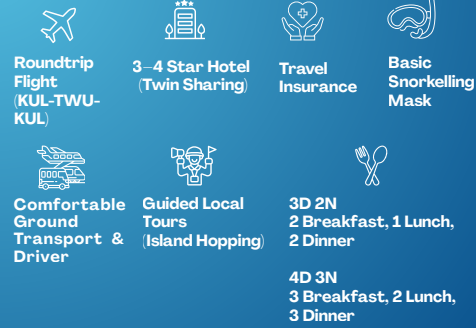 Roundtrip
Flight
(KUL-TWU-
KUL)
3–4 Star Hotel
(Twin Sharing)
Travel
Insurance
Basic
Snorkelling
Mask
Comfortable
Ground
Transport &
Driver
Guided Local
Tours
(Island Hopping)
3D 2N
2 Breakfast, 1 Lunch,
2 Dinner
4D 3N
3 Breakfast, 2 Lunch,
3 Dinner